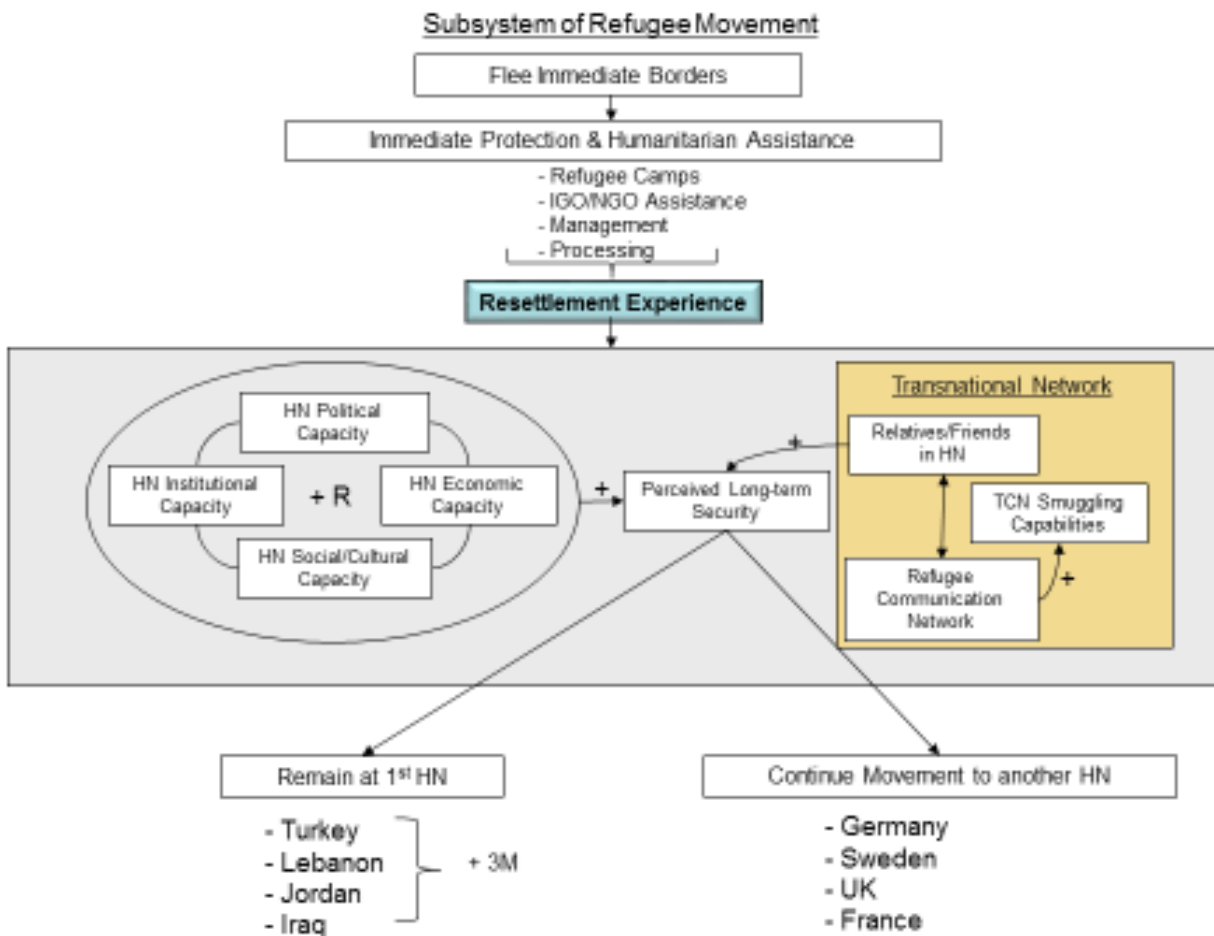 Subsystem of Refugee Movement
Flee Immediate Borders
Immediate Protection & Humanitarian Assistance
- Refugee Camps
- IGO/NGO Assistance
- Management
- Processing
Resettlement Experience
HN Political
Capacity
HN Institutional
Capacity
+ R
HN Economic
Capacity
HN Social/Cultural
Capacity
+
Perceived Long-term
Security
+
Transnational Network
Relatives/Friends
in HN
TCN Smuggling
Capabilities
Refugee
Communication
Network
+
Remain at 1st HN
- Turkey
- Lebanon
- Jordan
- Iraq
+ 3M
Continue Movement to another HN
- Germany
- Sweden
- UK
- France